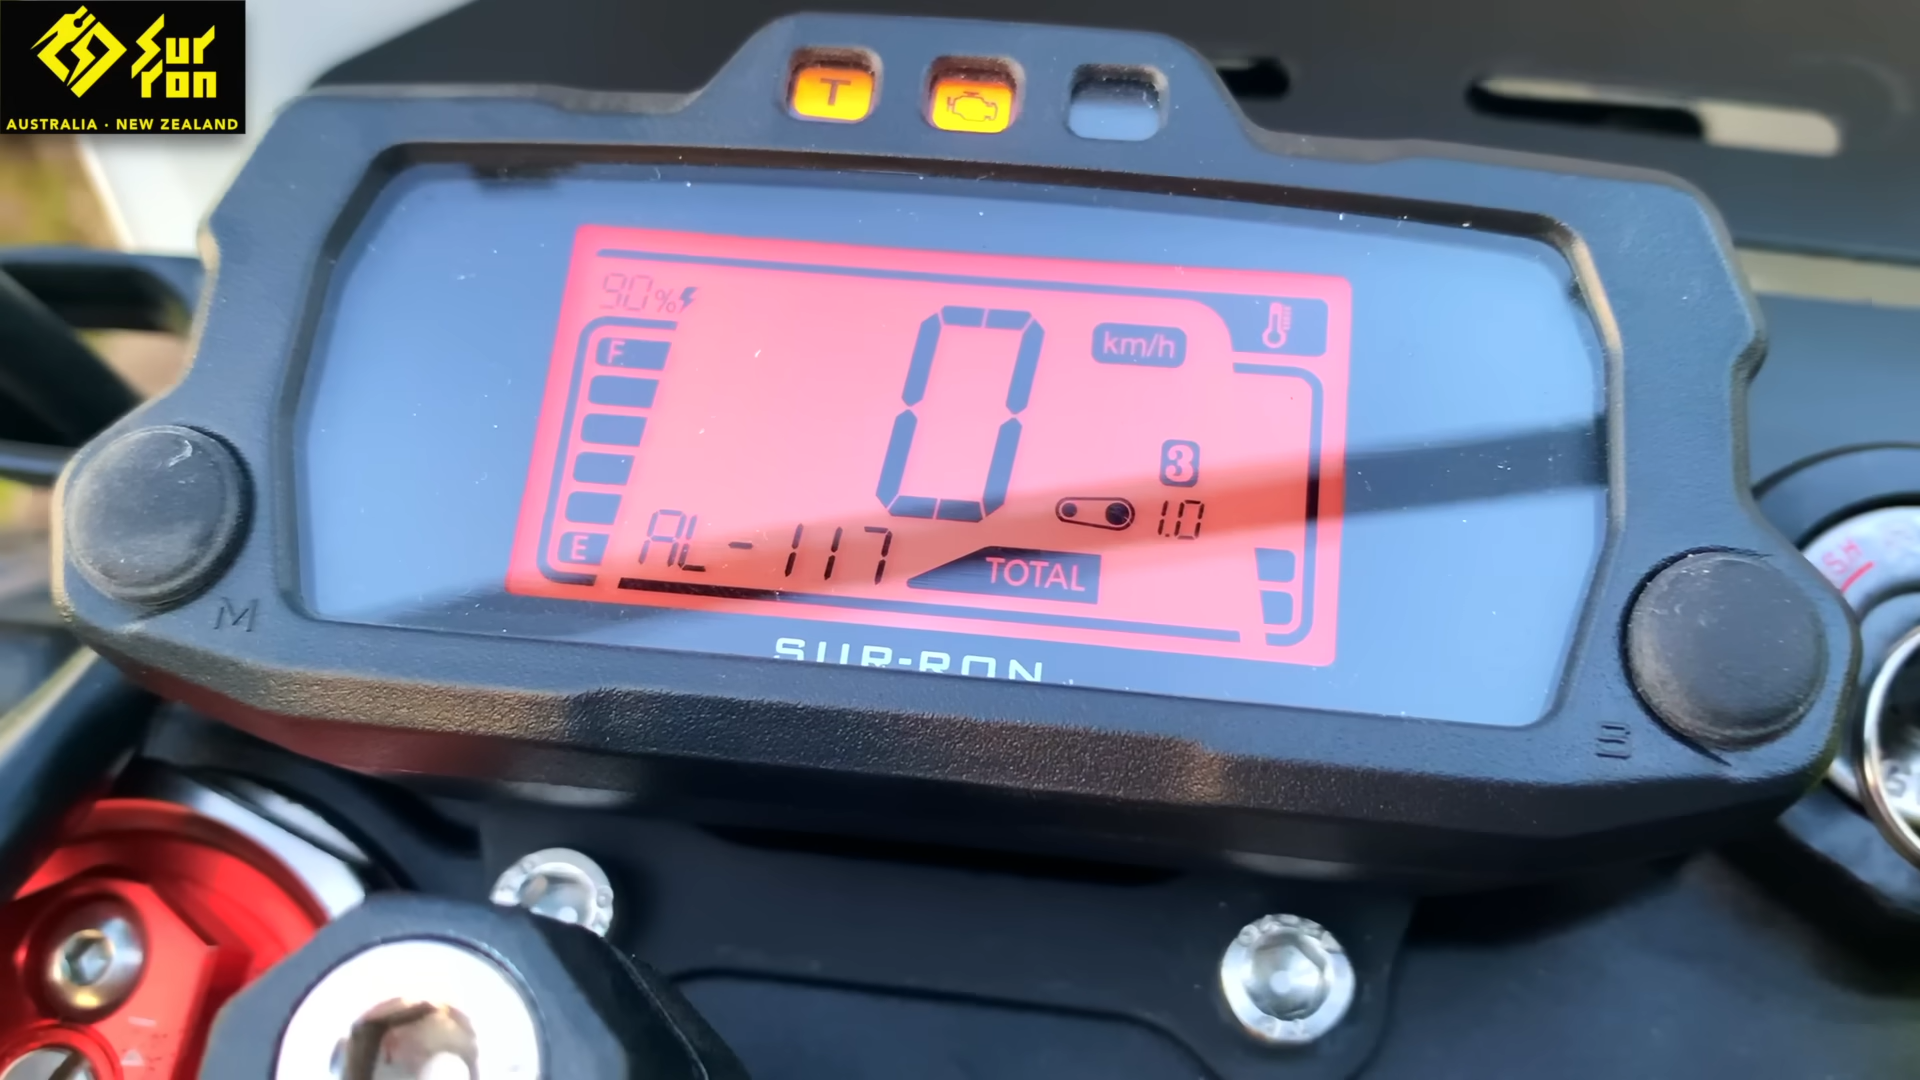 Sur
ron
AUSTRALIA · NEW ZEALAND
T
90%
F
0
km/h
3
1.0
E
AL-117
TOTAL
M
B
SUR-RON